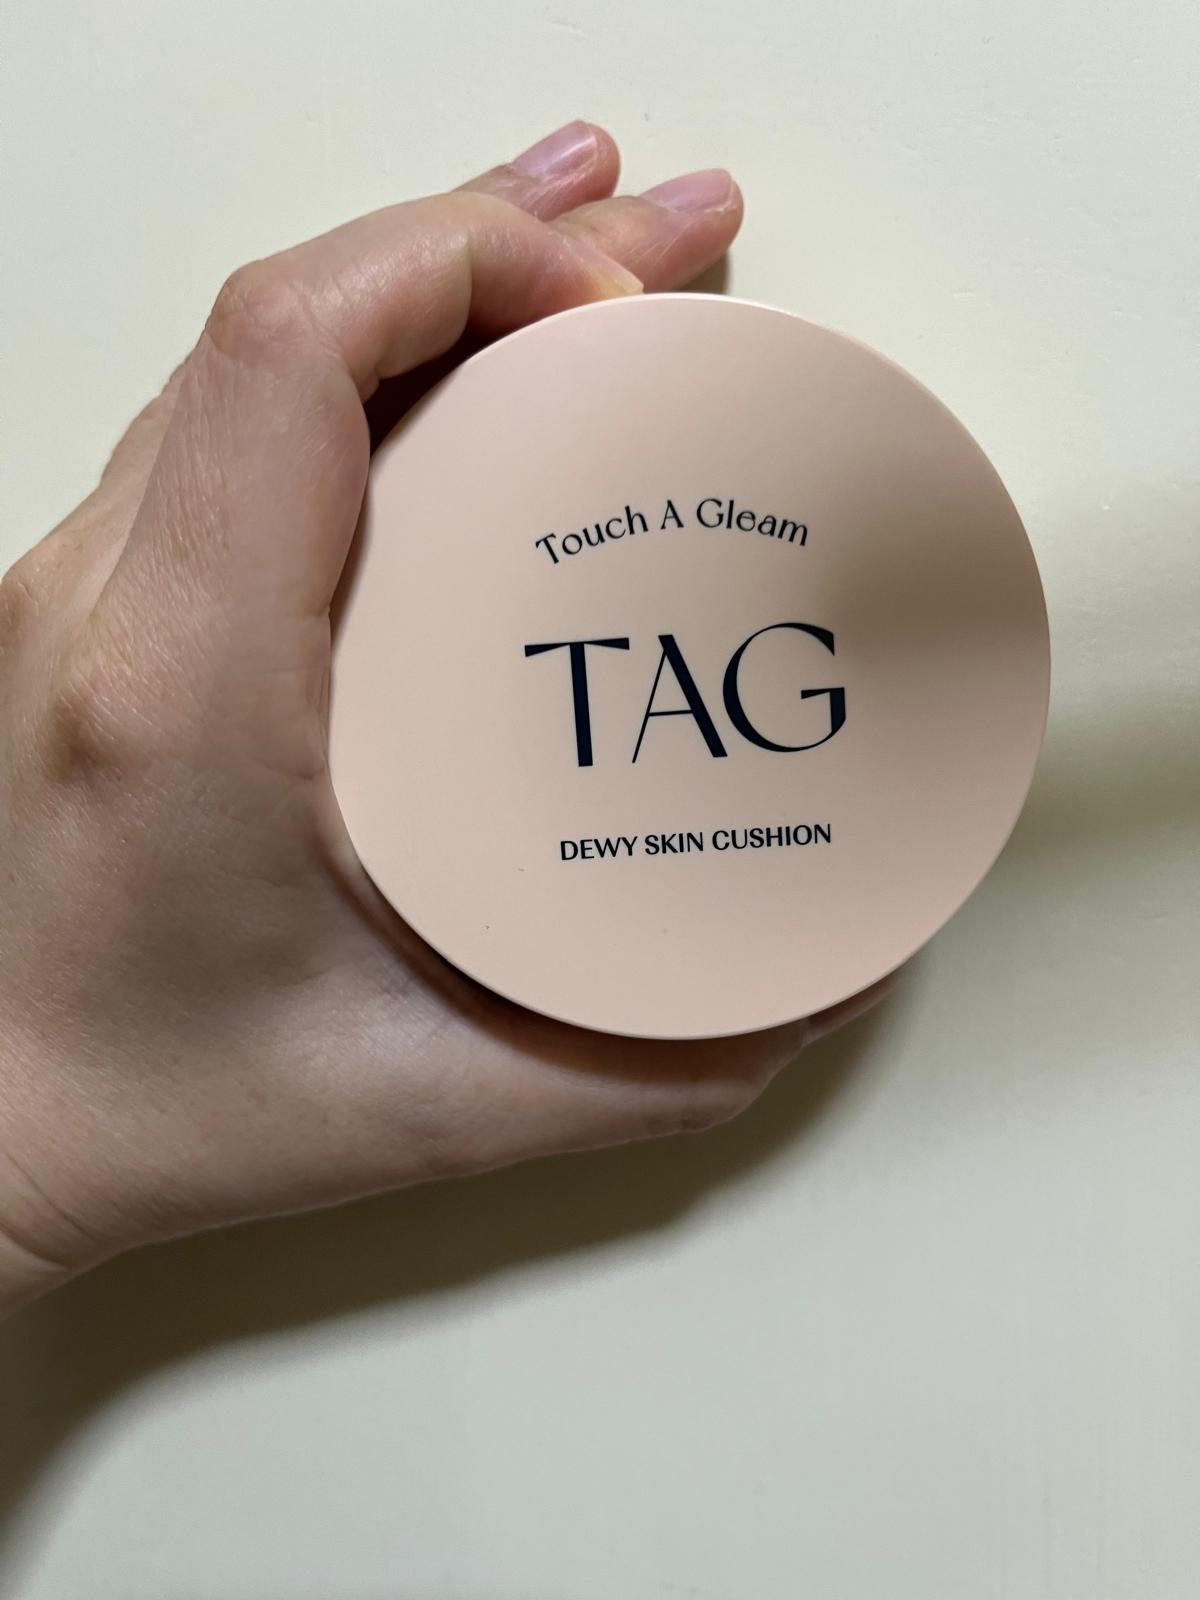 Touch A Gleam
TAG
DEWY SKIN CUSHION